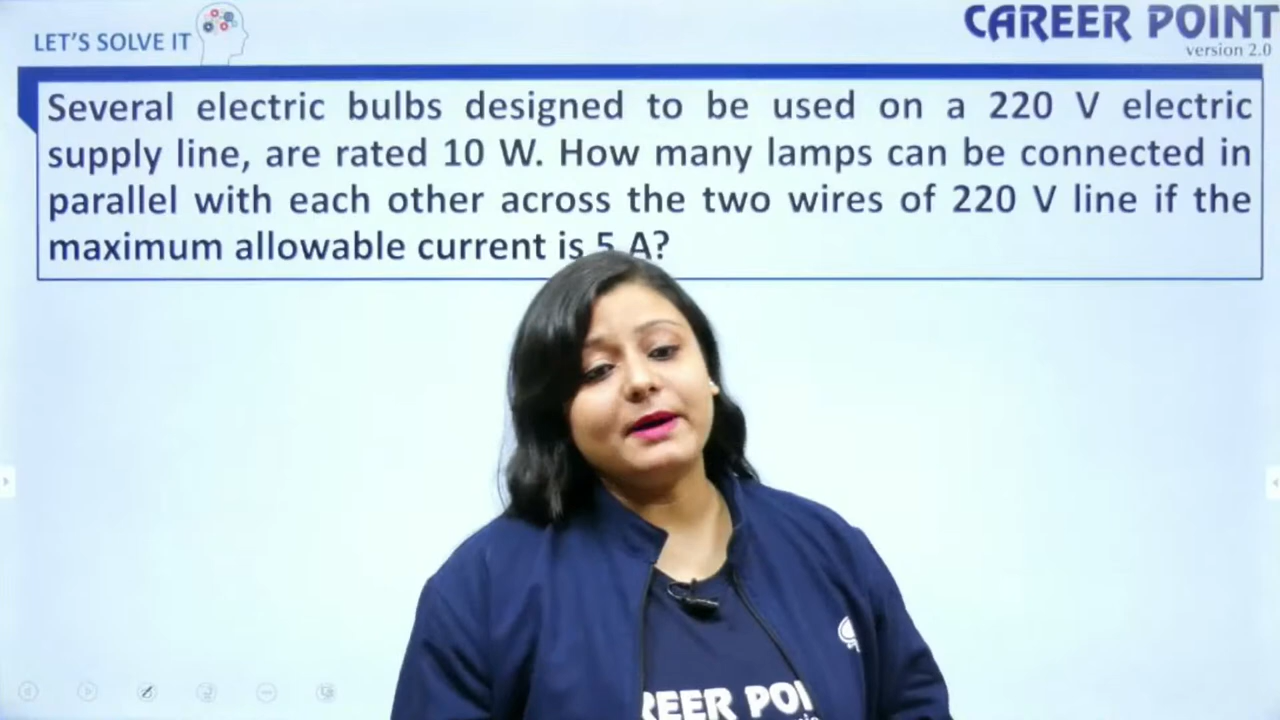 LET'S SOLVE IT
CAREER POINT
version 2.0
Several electric bulbs designed to be used on a 220 V electric
supply line, are rated 10 W. How many lamps can be connected in
parallel with each other across the two wires of 220 V line if the
maximum allowable current is 5 A?
REER POI